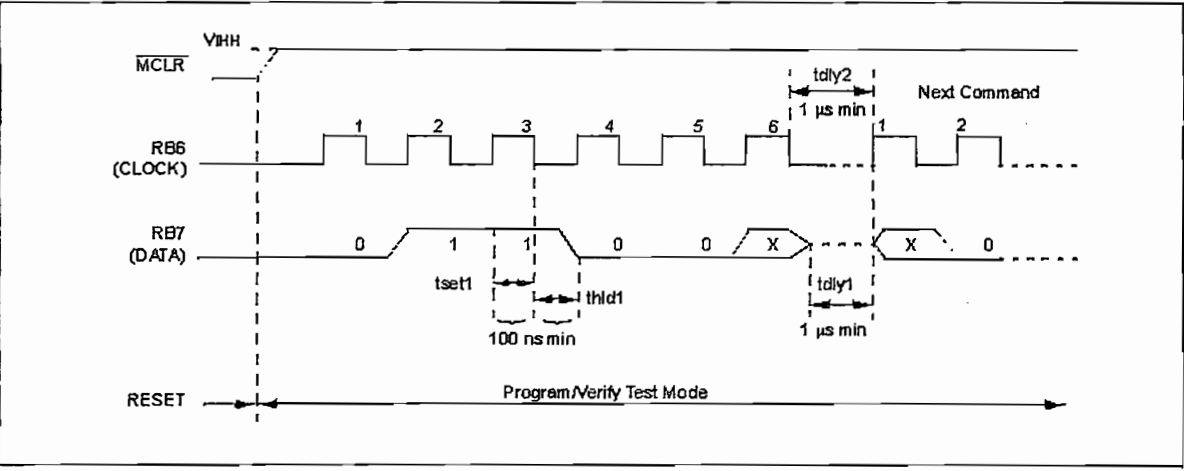 VIHH
MCLR
tdly2
1 µs min
Next Command
1 2 3 4 5 6 1 2
RB6
(CLOCK)
RB7
(DATA)
0 1 1 0 0 X X 0
tset1
thld1
tdly1
100 ns min
1 µs min
RESET
Program/Verify Test Mode